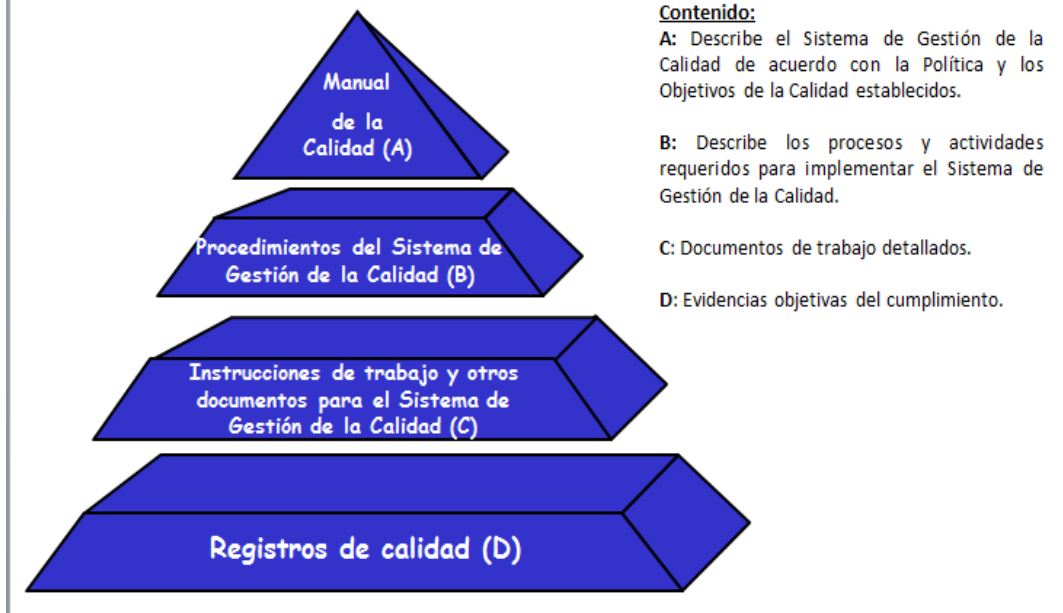 Manual
de la
Calidad (A)
Procedimientos del Sistema de
Gestión de la Calidad (B)
Instrucciones de trabajo y otros
documentos para el Sistema de
Gestión de la Calidad (C)
Registros de calidad (D)
Contenido:
A: Describe el Sistema de Gestión de la
Calidad de acuerdo con la Política y los
Objetivos de la Calidad establecidos.
B: Describe los procesos y actividades
requeridos para implementar el Sistema de
Gestión de la Calidad.
C: Documentos de trabajo detallados.
D: Evidencias objetivas del cumplimiento.